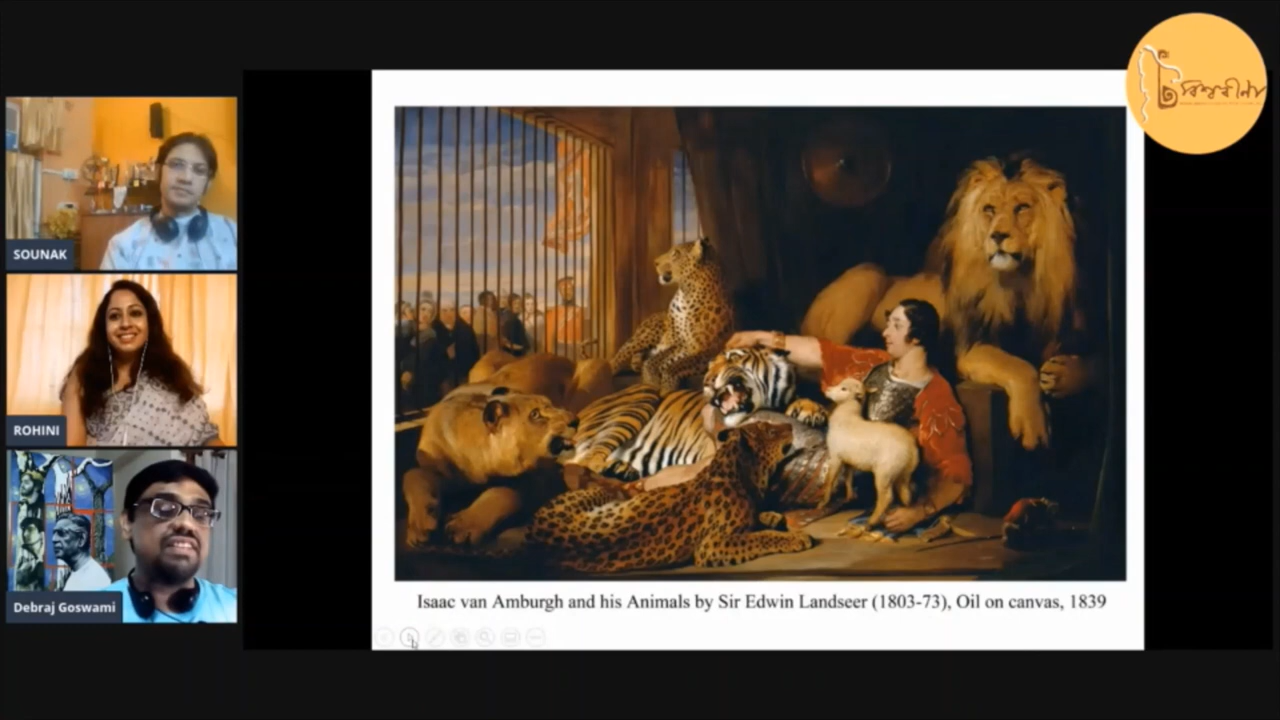 বিশ্ববীণা
SOUNAK
ROHINI
Debraj Goswami
Isaac van Amburgh and his Animals by Sir Edwin Landseer (1803-73), Oil on canvas, 1839